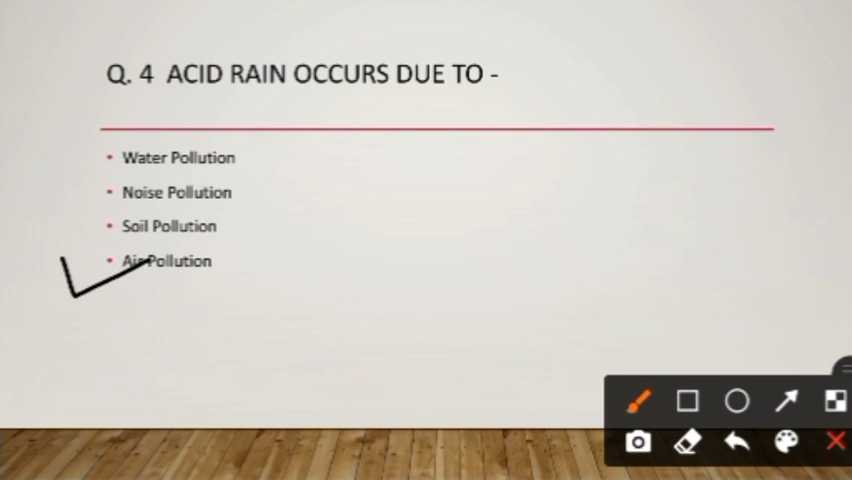 Q. 4 ACID RAIN OCCURS DUE TO -
• Water Pollution
• Noise Pollution
• Soil Pollution
• Air Pollution